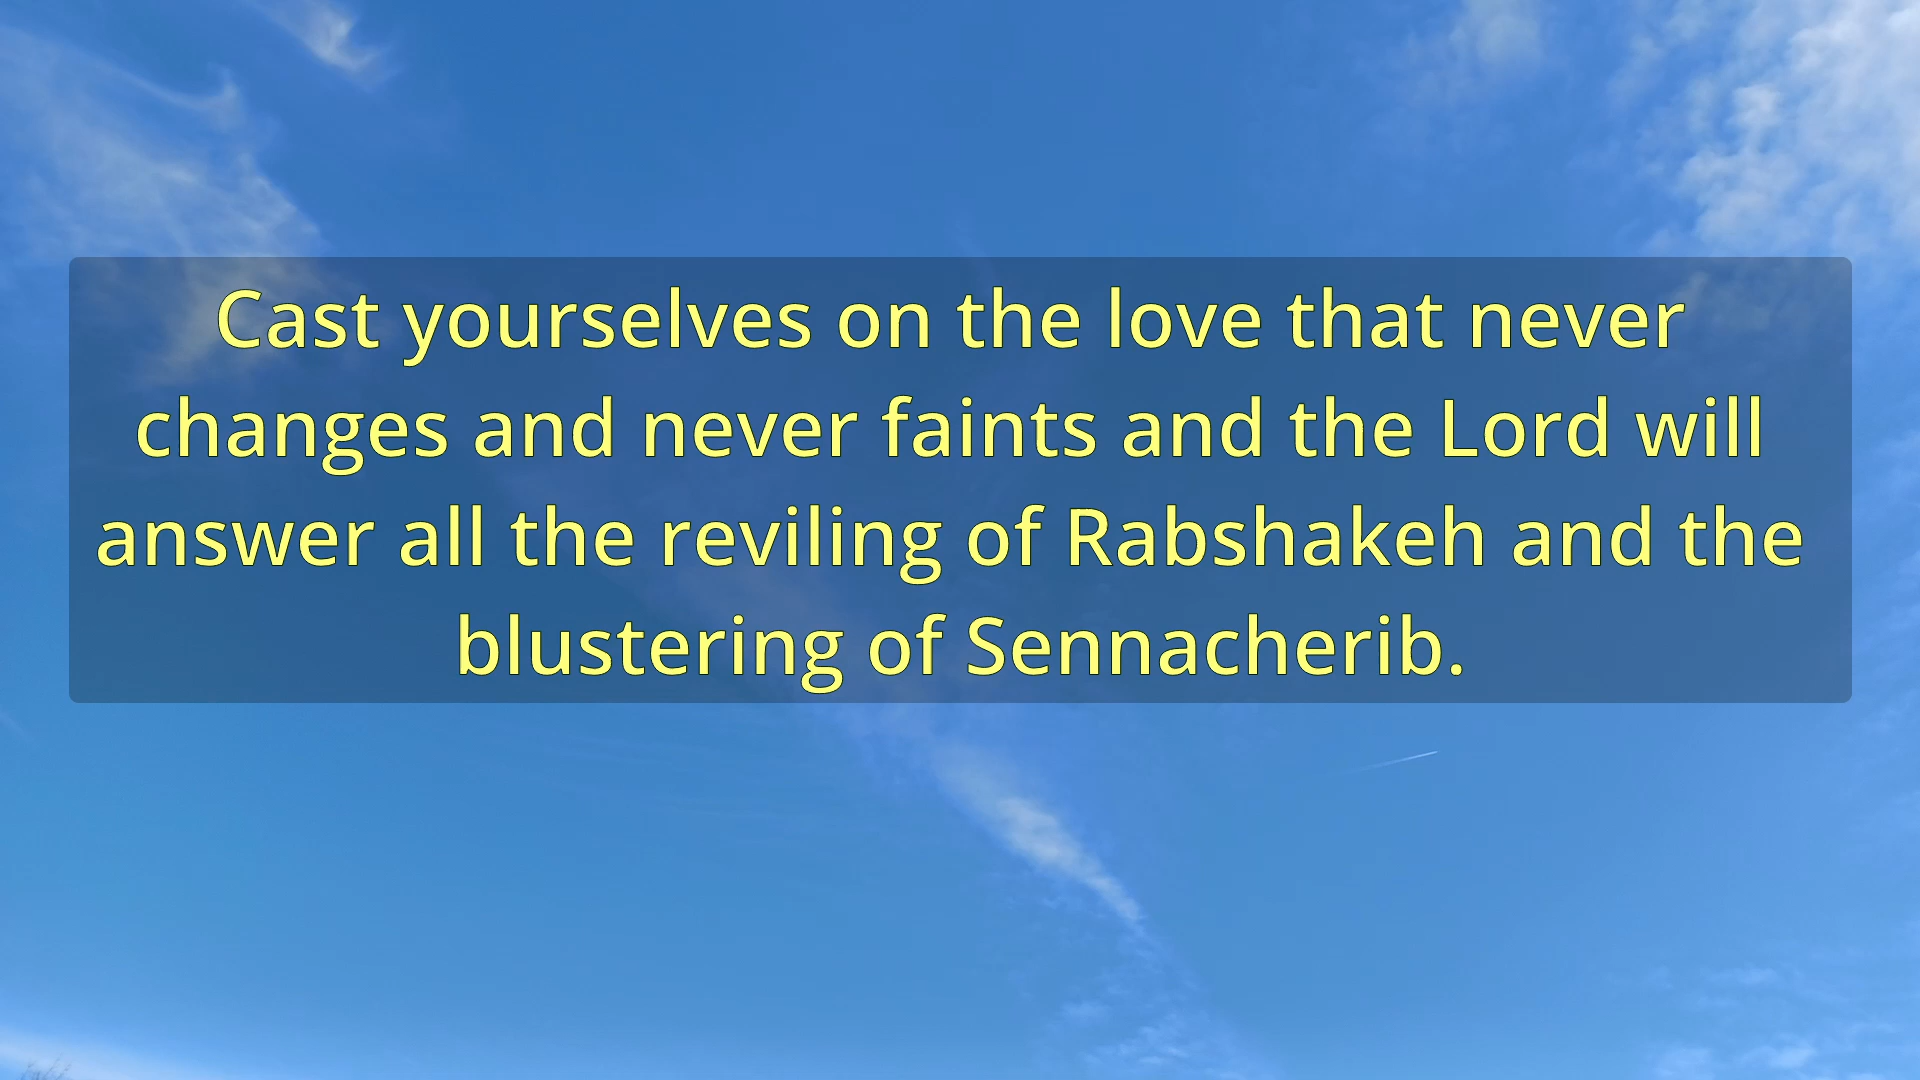 Cast yourselves on the love that never
changes and never faints and the Lord will
answer all the reviling of Rabshakeh and the
blustering of Sennacherib.